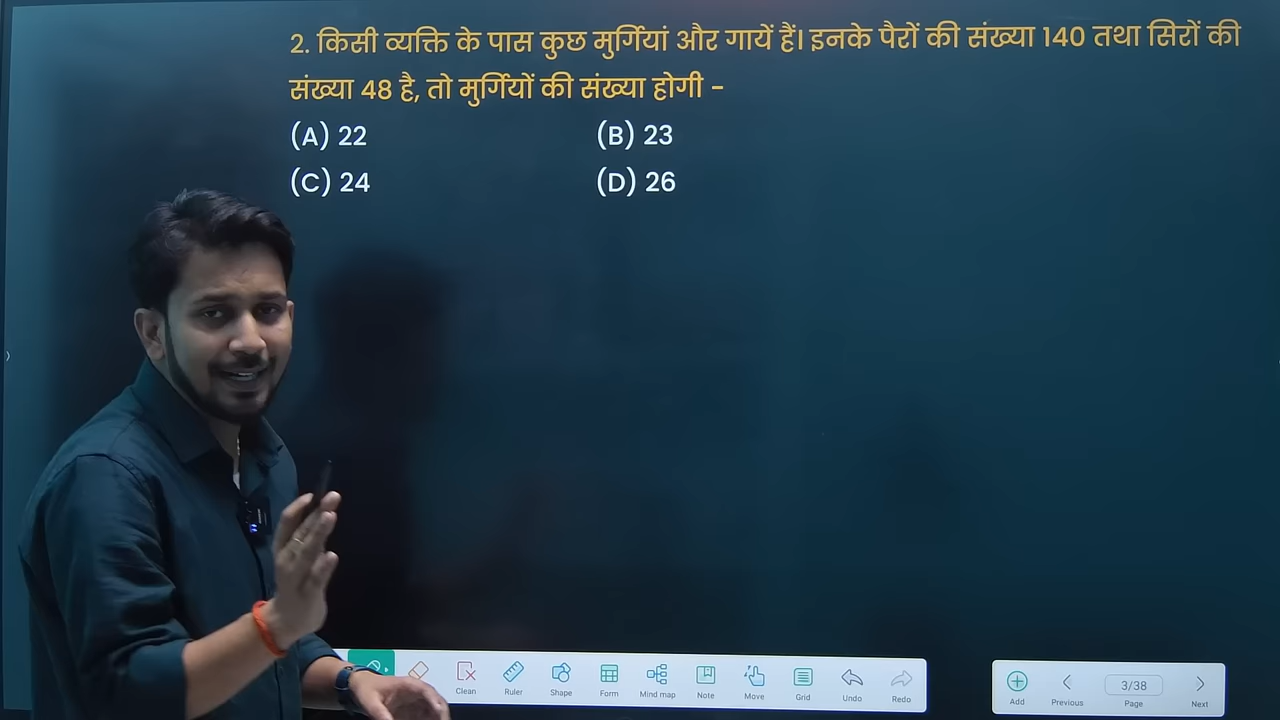 2. किसी व्यक्ति के पास कुछ मुर्गियां और गायें हैं। इनके पैरों की संख्या 140 तथा सिरों की
संख्या 48 है, तो मुर्गियों की संख्या होगी -
(A) 22 (B) 23
(C) 24 (D) 26
Clean Ruler Shape Form Mind map Note Move Grid Undo Redo
Add Previous 3/38 Page Next